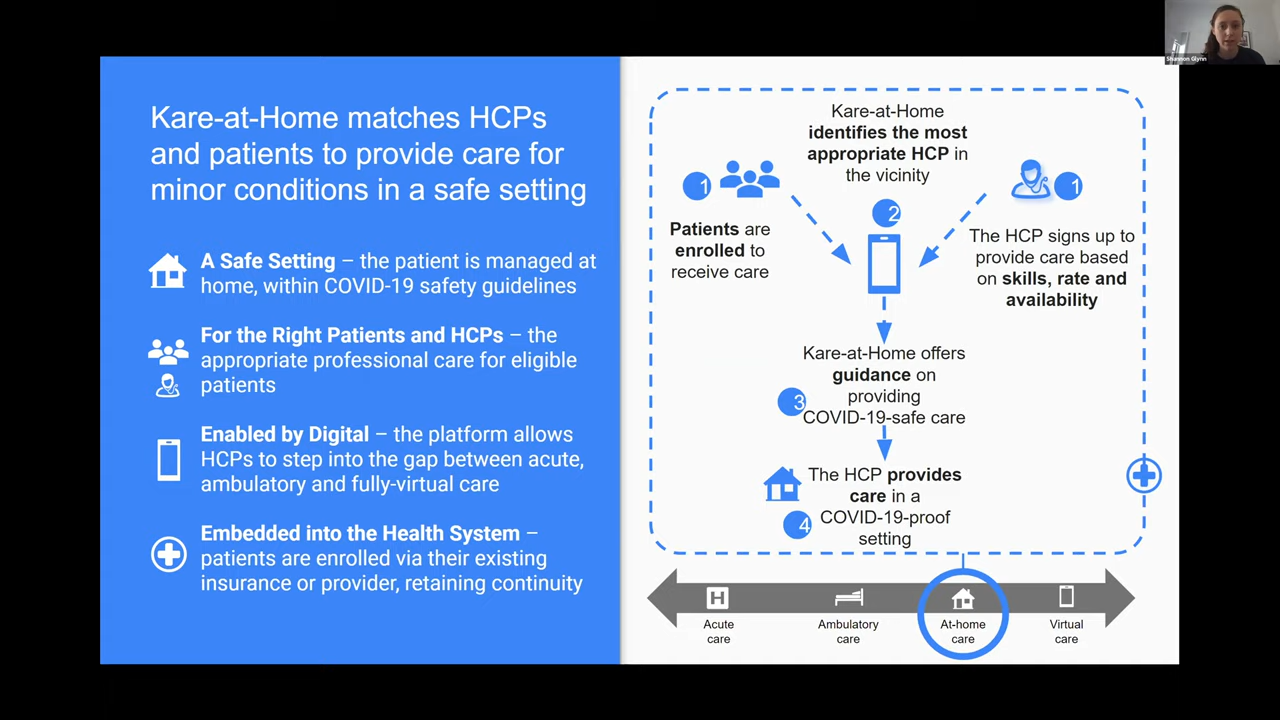 Shannon Glynn
Kare-at-Home matches HCPs
and patients to provide care for
minor conditions in a safe setting
A Safe Setting – the patient is managed at
home, within COVID-19 safety guidelines
For the Right Patients and HCPs – the
appropriate professional care for eligible
patients
Enabled by Digital – the platform allows
HCPs to step into the gap between acute,
ambulatory and fully-virtual care
Embedded into the Health System –
patients are enrolled via their existing
insurance or provider, retaining continuity
Kare-at-Home
identifies the most
appropriate HCP in
the vicinity
1
Patients are
enrolled to
receive care
1
The HCP signs up to
provide care based
on skills, rate and
availability
2
Kare-at-Home offers
guidance on
providing
COVID-19-safe care
3
The HCP provides
care in a
COVID-19-proof
setting
4
H
Acute
care
Ambulatory
care
At-home
care
Virtual
care